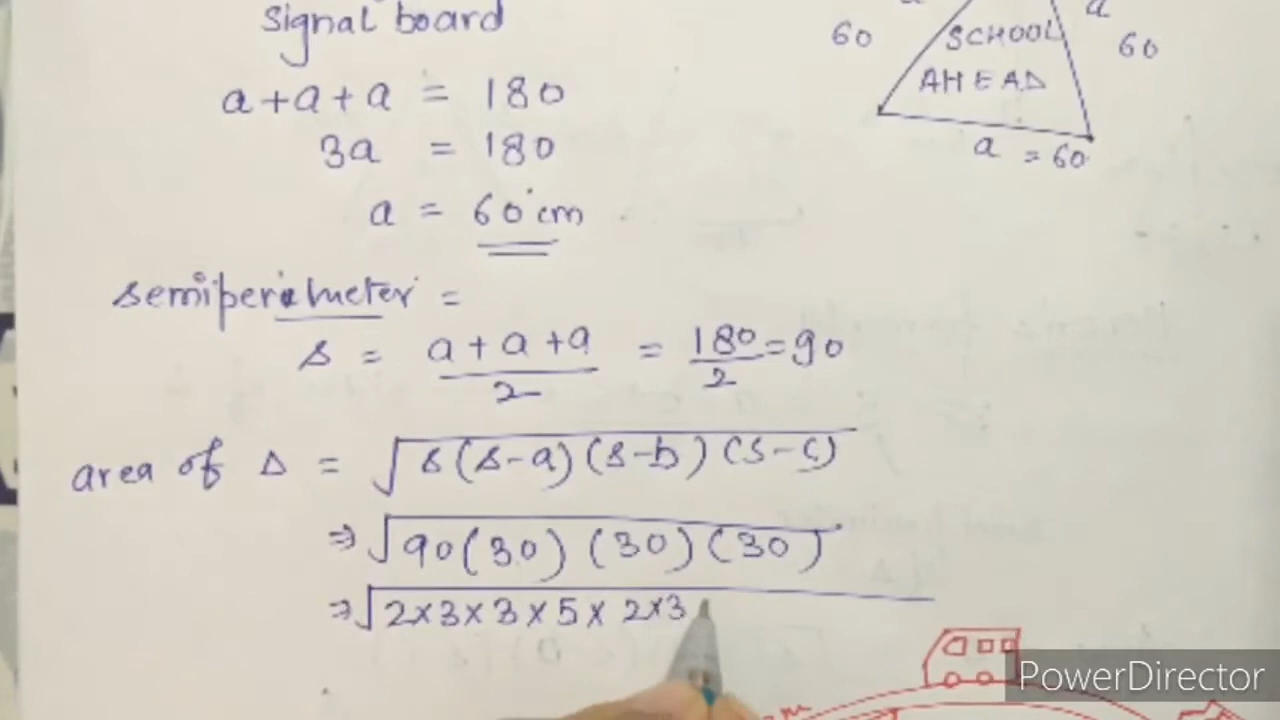 Signal board
a
a
60
60
SCHOOL
AHEAD
a = 60
a+a+a = 180
3a = 180
a = 60 cm
semiperimeter =
s = a+a+a/2 = 180/2 = 90
area of Δ = √s(s-a)(s-b)(s-c)
⇒ √90(30)(30)(30)
⇒ √2×3×3×5×2×3
PowerDirector